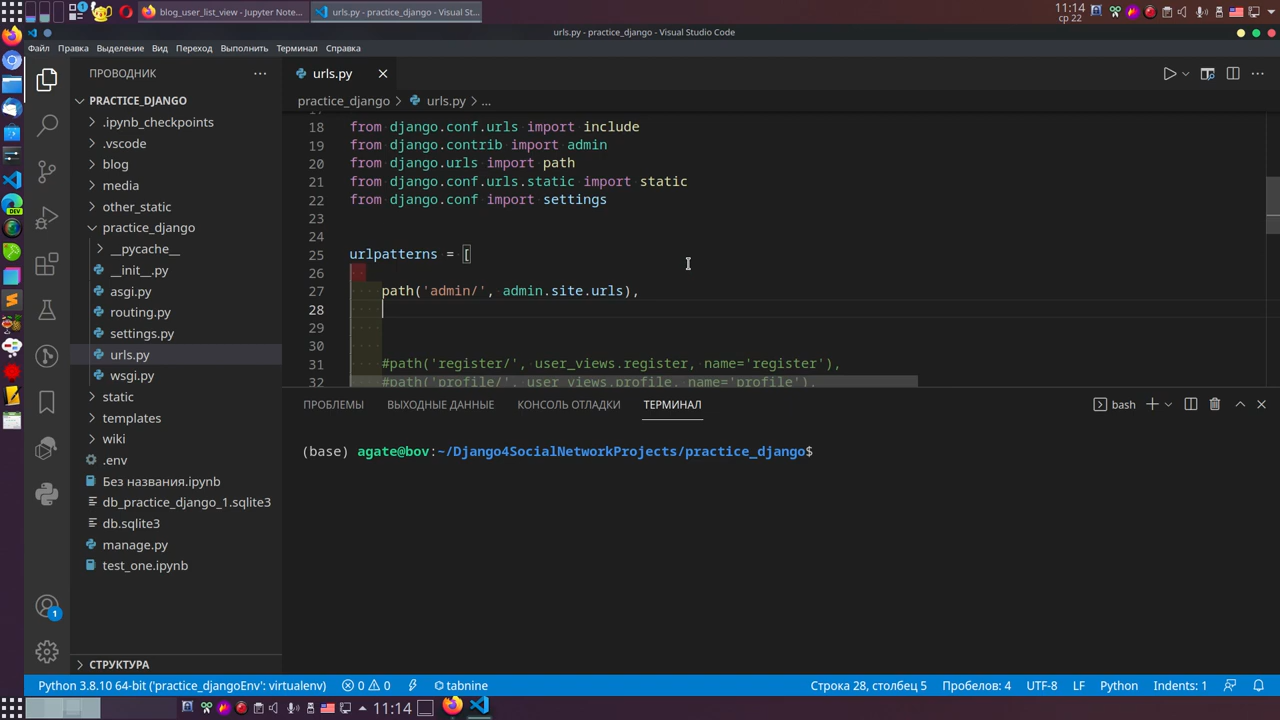 blog_user_list_view - Jupyter Note...
urls.py - practice_django - Visual St...
11:14
ср 22
urls.py - practice_django - Visual Studio Code
Файл Правка Выделение Вид Переход Выполнить Терминал Справка
ПРОВОДНИК
PRACTICE_DJANGO
.ipynb_checkpoints
.vscode
blog
media
other_static
practice_django
__pycache__
__init__.py
asgi.py
routing.py
settings.py
urls.py
wsgi.py
static
templates
wiki
.env
Без названия.ipynb
db_practice_django_1.sqlite3
db.sqlite3
manage.py
test_one.ipynb
СТРУКТУРА
DEV
1
urls.py
practice_django > urls.py > ...
17
18 from django.conf.urls import include
19 from django.contrib import admin
20 from django.urls import path
21 from django.conf.urls.static import static
22 from django.conf import settings
23
24
25 urlpatterns = [
26
27 path('admin/', admin.site.urls),
28
29
30
31 #path('register/', user_views.register, name='register'),
32 #path('profile/', user_views.profile, name='profile'),
ПРОБЛЕМЫ ВЫХОДНЫЕ ДАННЫЕ КОНСОЛЬ ОТЛАДКИ ТЕРМИНАЛ
bash
(base) agate@bov:~/Django4SocialNetworkProjects/practice_django$
Python 3.8.10 64-bit ('practice_djangoEnv': virtualenv) 0 0 tabnine Строка 28, столбец 5 Пробелов: 4 UTF-8 LF Python Indents: 1
11:14